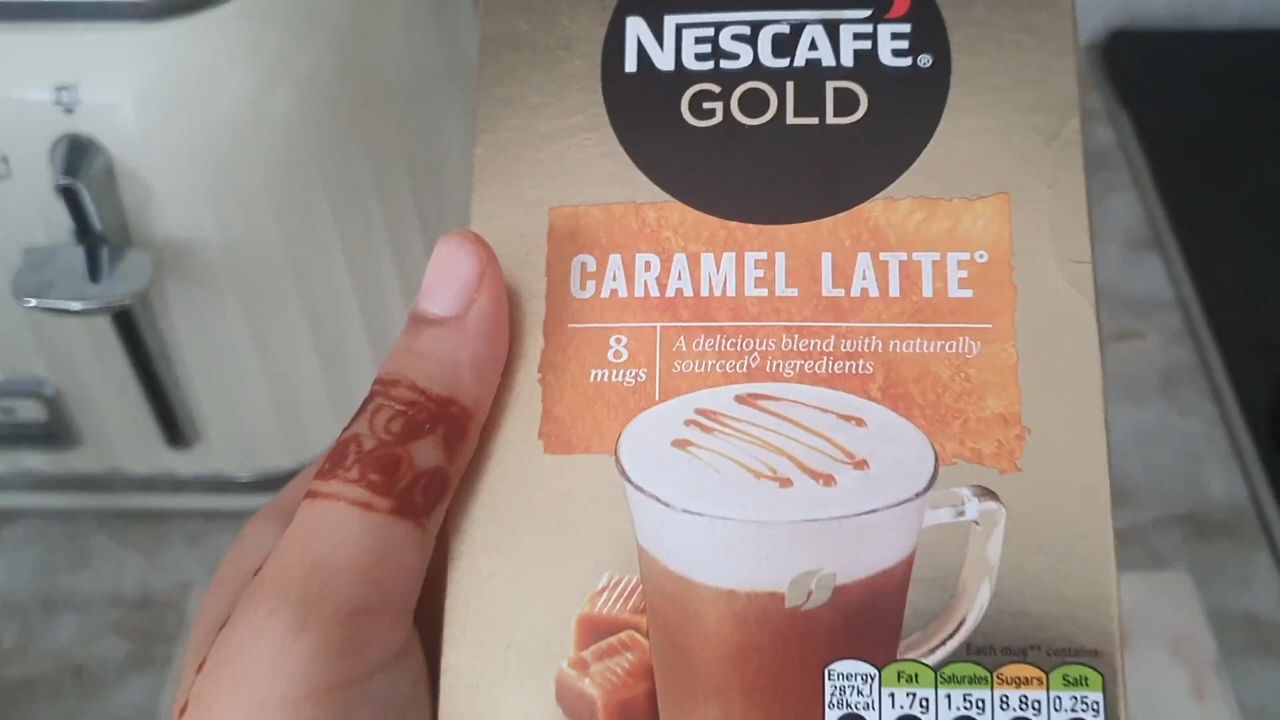 NESCAFÉ®
GOLD
CARAMEL LATTE°
8
mugs
A delicious blend with naturally
sourced◊ ingredients
Each mug** contains:
Energy
287kJ
68kcal
Fat
1.7g
Saturates
1.5g
Sugars
8.8g
Salt
0.25g